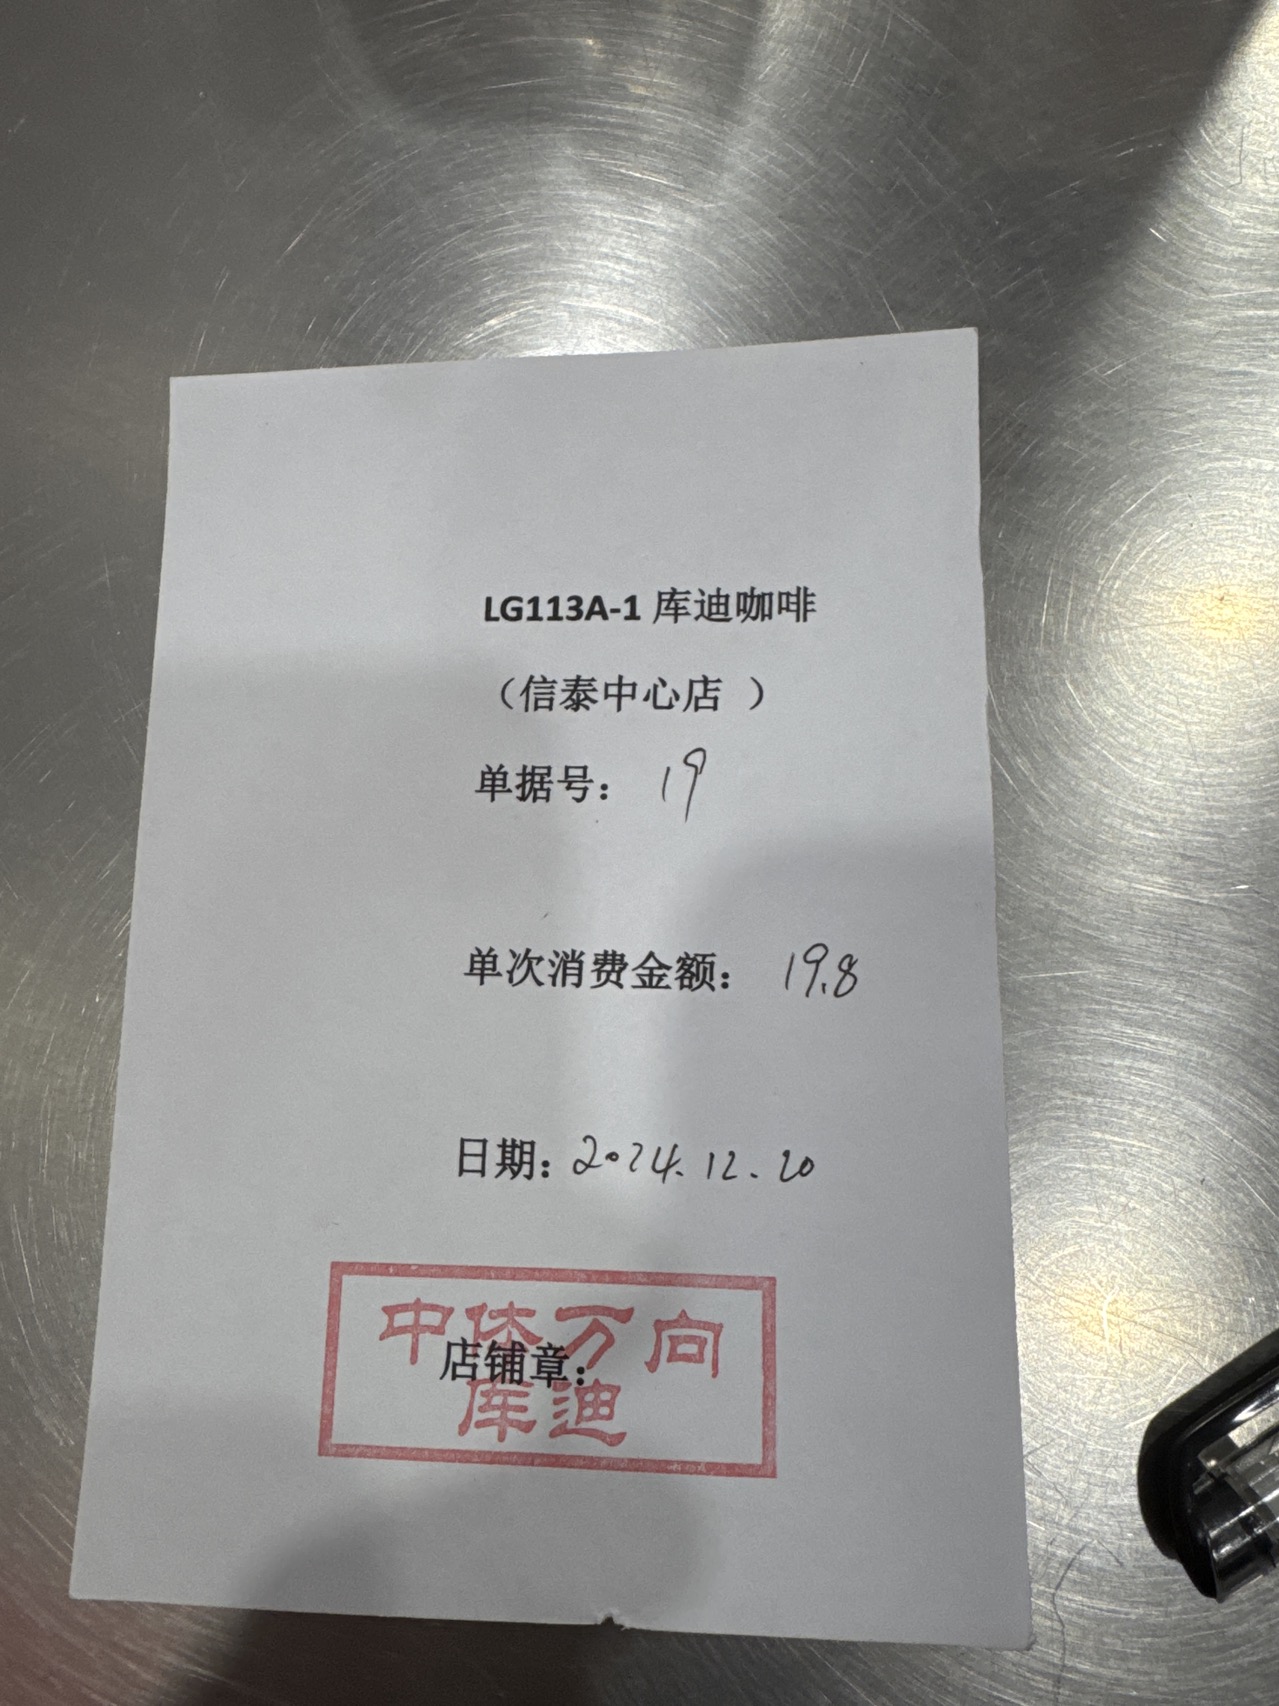 LG113A-1 库迪咖啡
（信泰中心店 ）
单据号： 19
单次消费金额： 19.8
日期：2024.12.20
中体万向
店铺章：
库迪